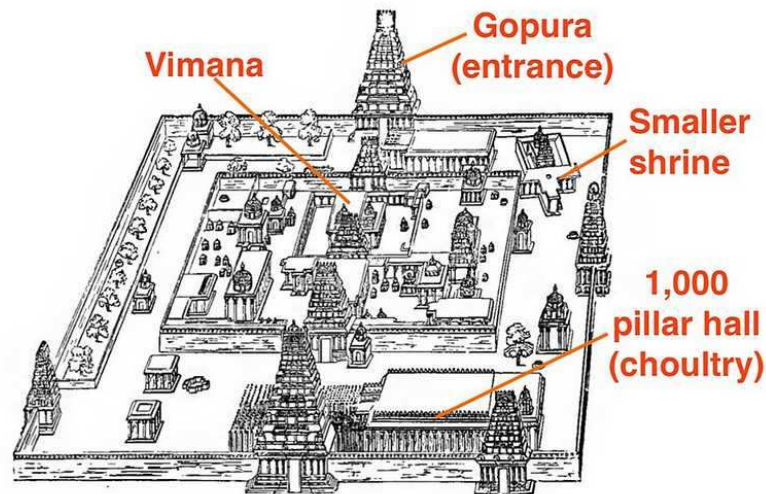 Gopura
(entrance)
Vimana
Smaller
shrine
1,000
pillar hall
(choultry)